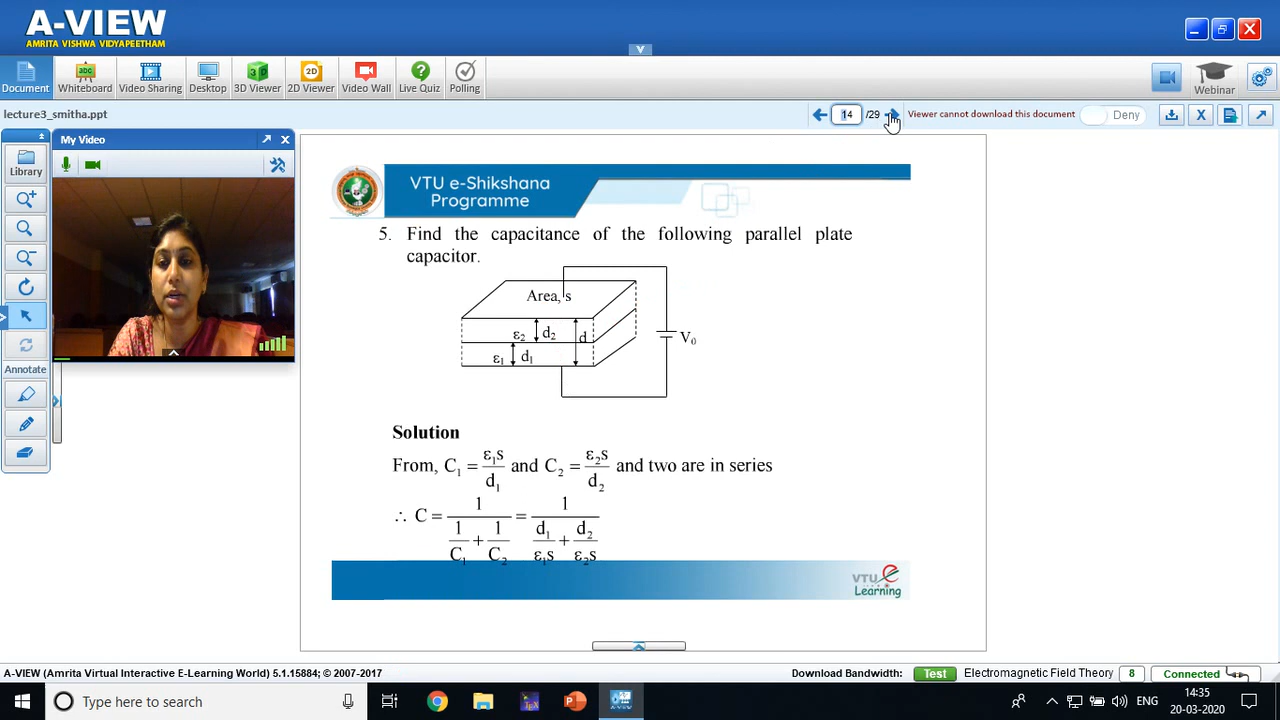 A-VIEW
AMRITA VISHWA VIDYAPEETHAM
Document Whiteboard Video Sharing Desktop 3D Viewer 2D Viewer Video Wall Live Quiz Polling Webinar
abc 3D 2D
lecture3_smitha.ppt 14 /29 Viewer cannot download this document Deny
My Video
Library
Annotate
VTU e-Shikshana
Programme
5. Find the capacitance of the following parallel plate
capacitor.
Area, s
ε₂ d₂ d V₀
ε₁ d₁
Solution
From, C₁ = ε₁s/d₁ and C₂ = ε₂s/d₂ and two are in series
∴ C = 1/(1/C₁ + 1/C₂) = 1/(d₁/ε₁s + d₂/ε₂s)
VTU e
Learning
A-VIEW (Amrita Virtual Interactive E-Learning World) 5.1.15884; © 2007-2017 Download Bandwidth: Test Electromagnetic Field Theory 8 Connected
Type here to search
ENG
14:35
20-03-2020